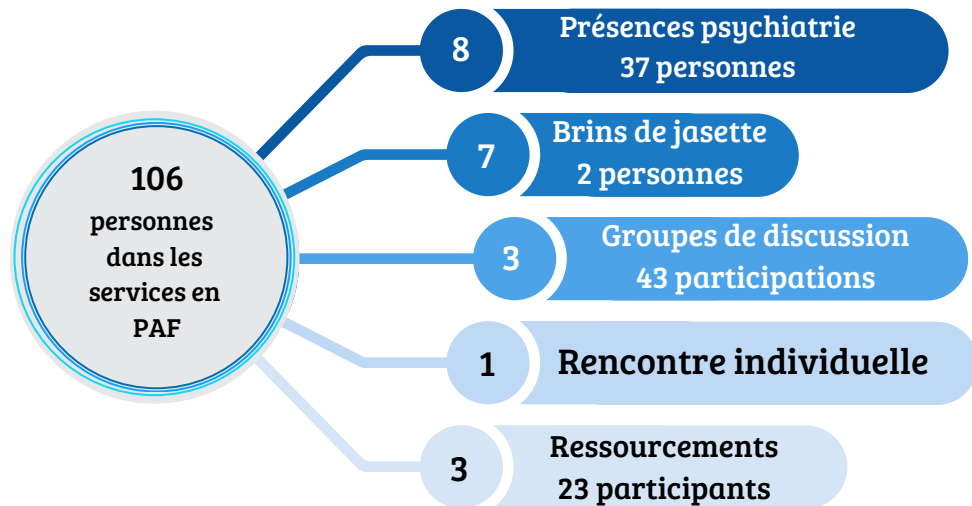 106
personnes
dans les
services en
PAF
8
Présences psychiatrie
37 personnes
7
Brins de jasette
2 personnes
3
Groupes de discussion
43 participations
1
Rencontre individuelle
3
Ressourcements
23 participants